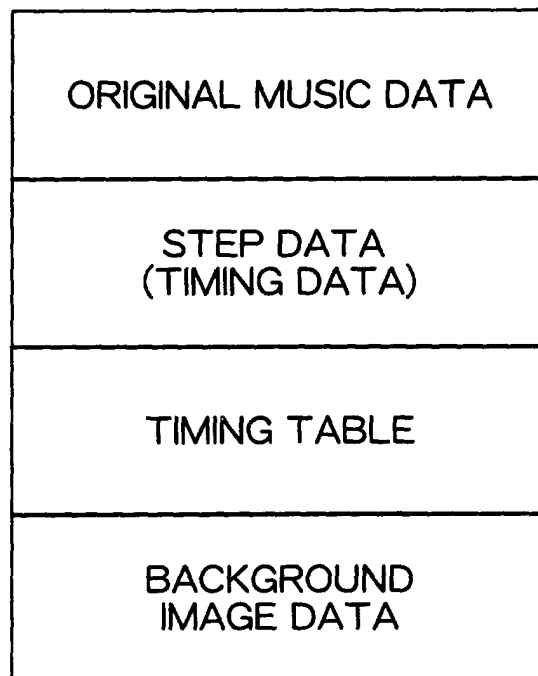 ORIGINAL MUSIC DATA
STEP DATA
(TIMING DATA)
TIMING TABLE
BACKGROUND
IMAGE DATA